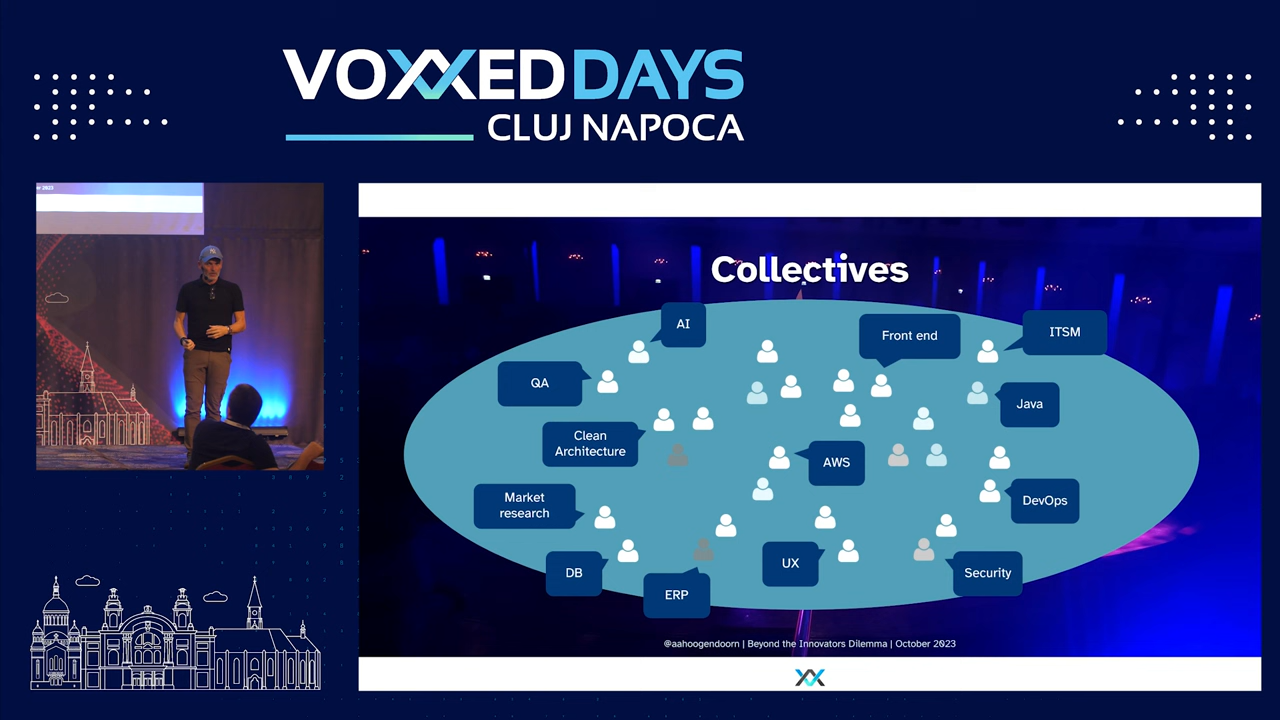 VOXXED DAYS
CLUJ NAPOCA
Collectives
AI
Front end
ITSM
QA
Java
Clean
Architecture
AWS
Market
research
DevOps
DB
UX
Security
ERP
@aahoogendoorn | Beyond the Innovators Dilemma | October 2023